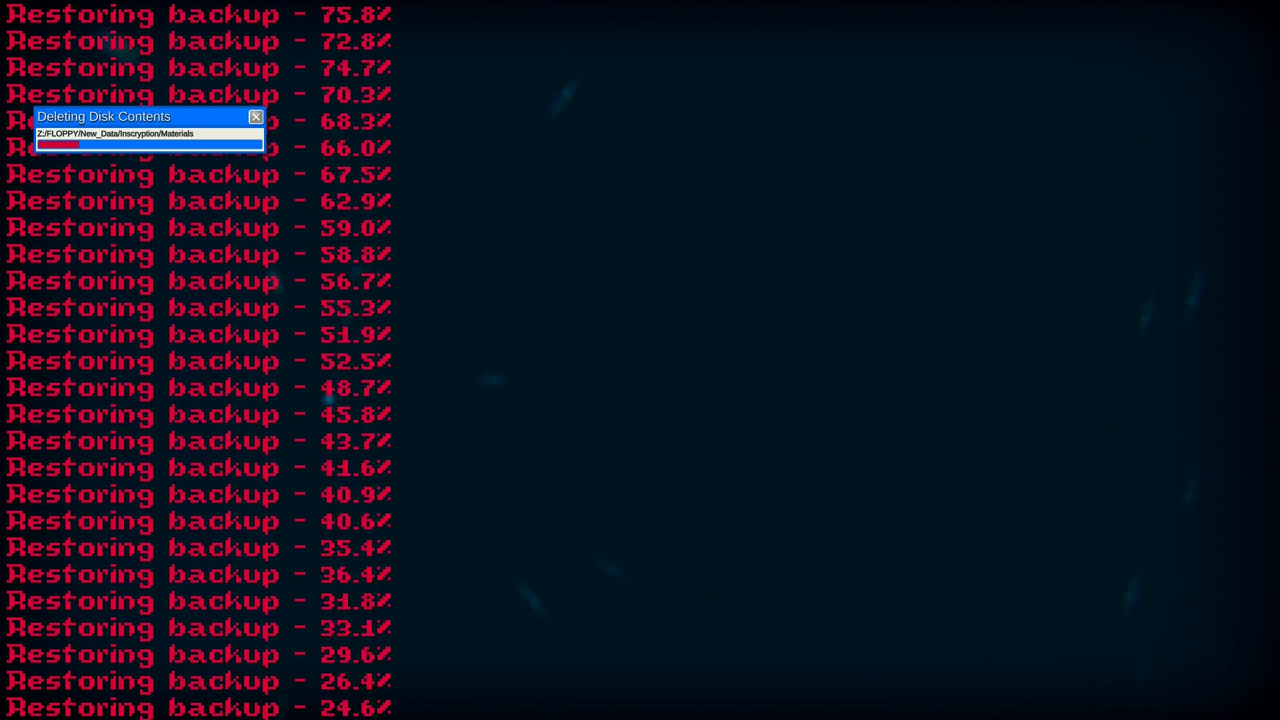 Restoring backup - 75.8%
Restoring backup - 72.8%
Restoring backup - 74.7%
Restoring backup - 70.3%
Deleting Disk Contents
Restoring backup - 68.3%
Z:/FLOPPY/New_Data/Inscryption/Materials
Restoring backup - 66.0%
Restoring backup - 67.5%
Restoring backup - 62.9%
Restoring backup - 59.0%
Restoring backup - 58.8%
Restoring backup - 56.7%
Restoring backup - 55.3%
Restoring backup - 51.9%
Restoring backup - 52.5%
Restoring backup - 48.7%
Restoring backup - 45.8%
Restoring backup - 43.7%
Restoring backup - 41.6%
Restoring backup - 40.9%
Restoring backup - 40.6%
Restoring backup - 35.4%
Restoring backup - 36.4%
Restoring backup - 31.8%
Restoring backup - 33.1%
Restoring backup - 29.6%
Restoring backup - 26.4%
Restoring backup - 24.6%